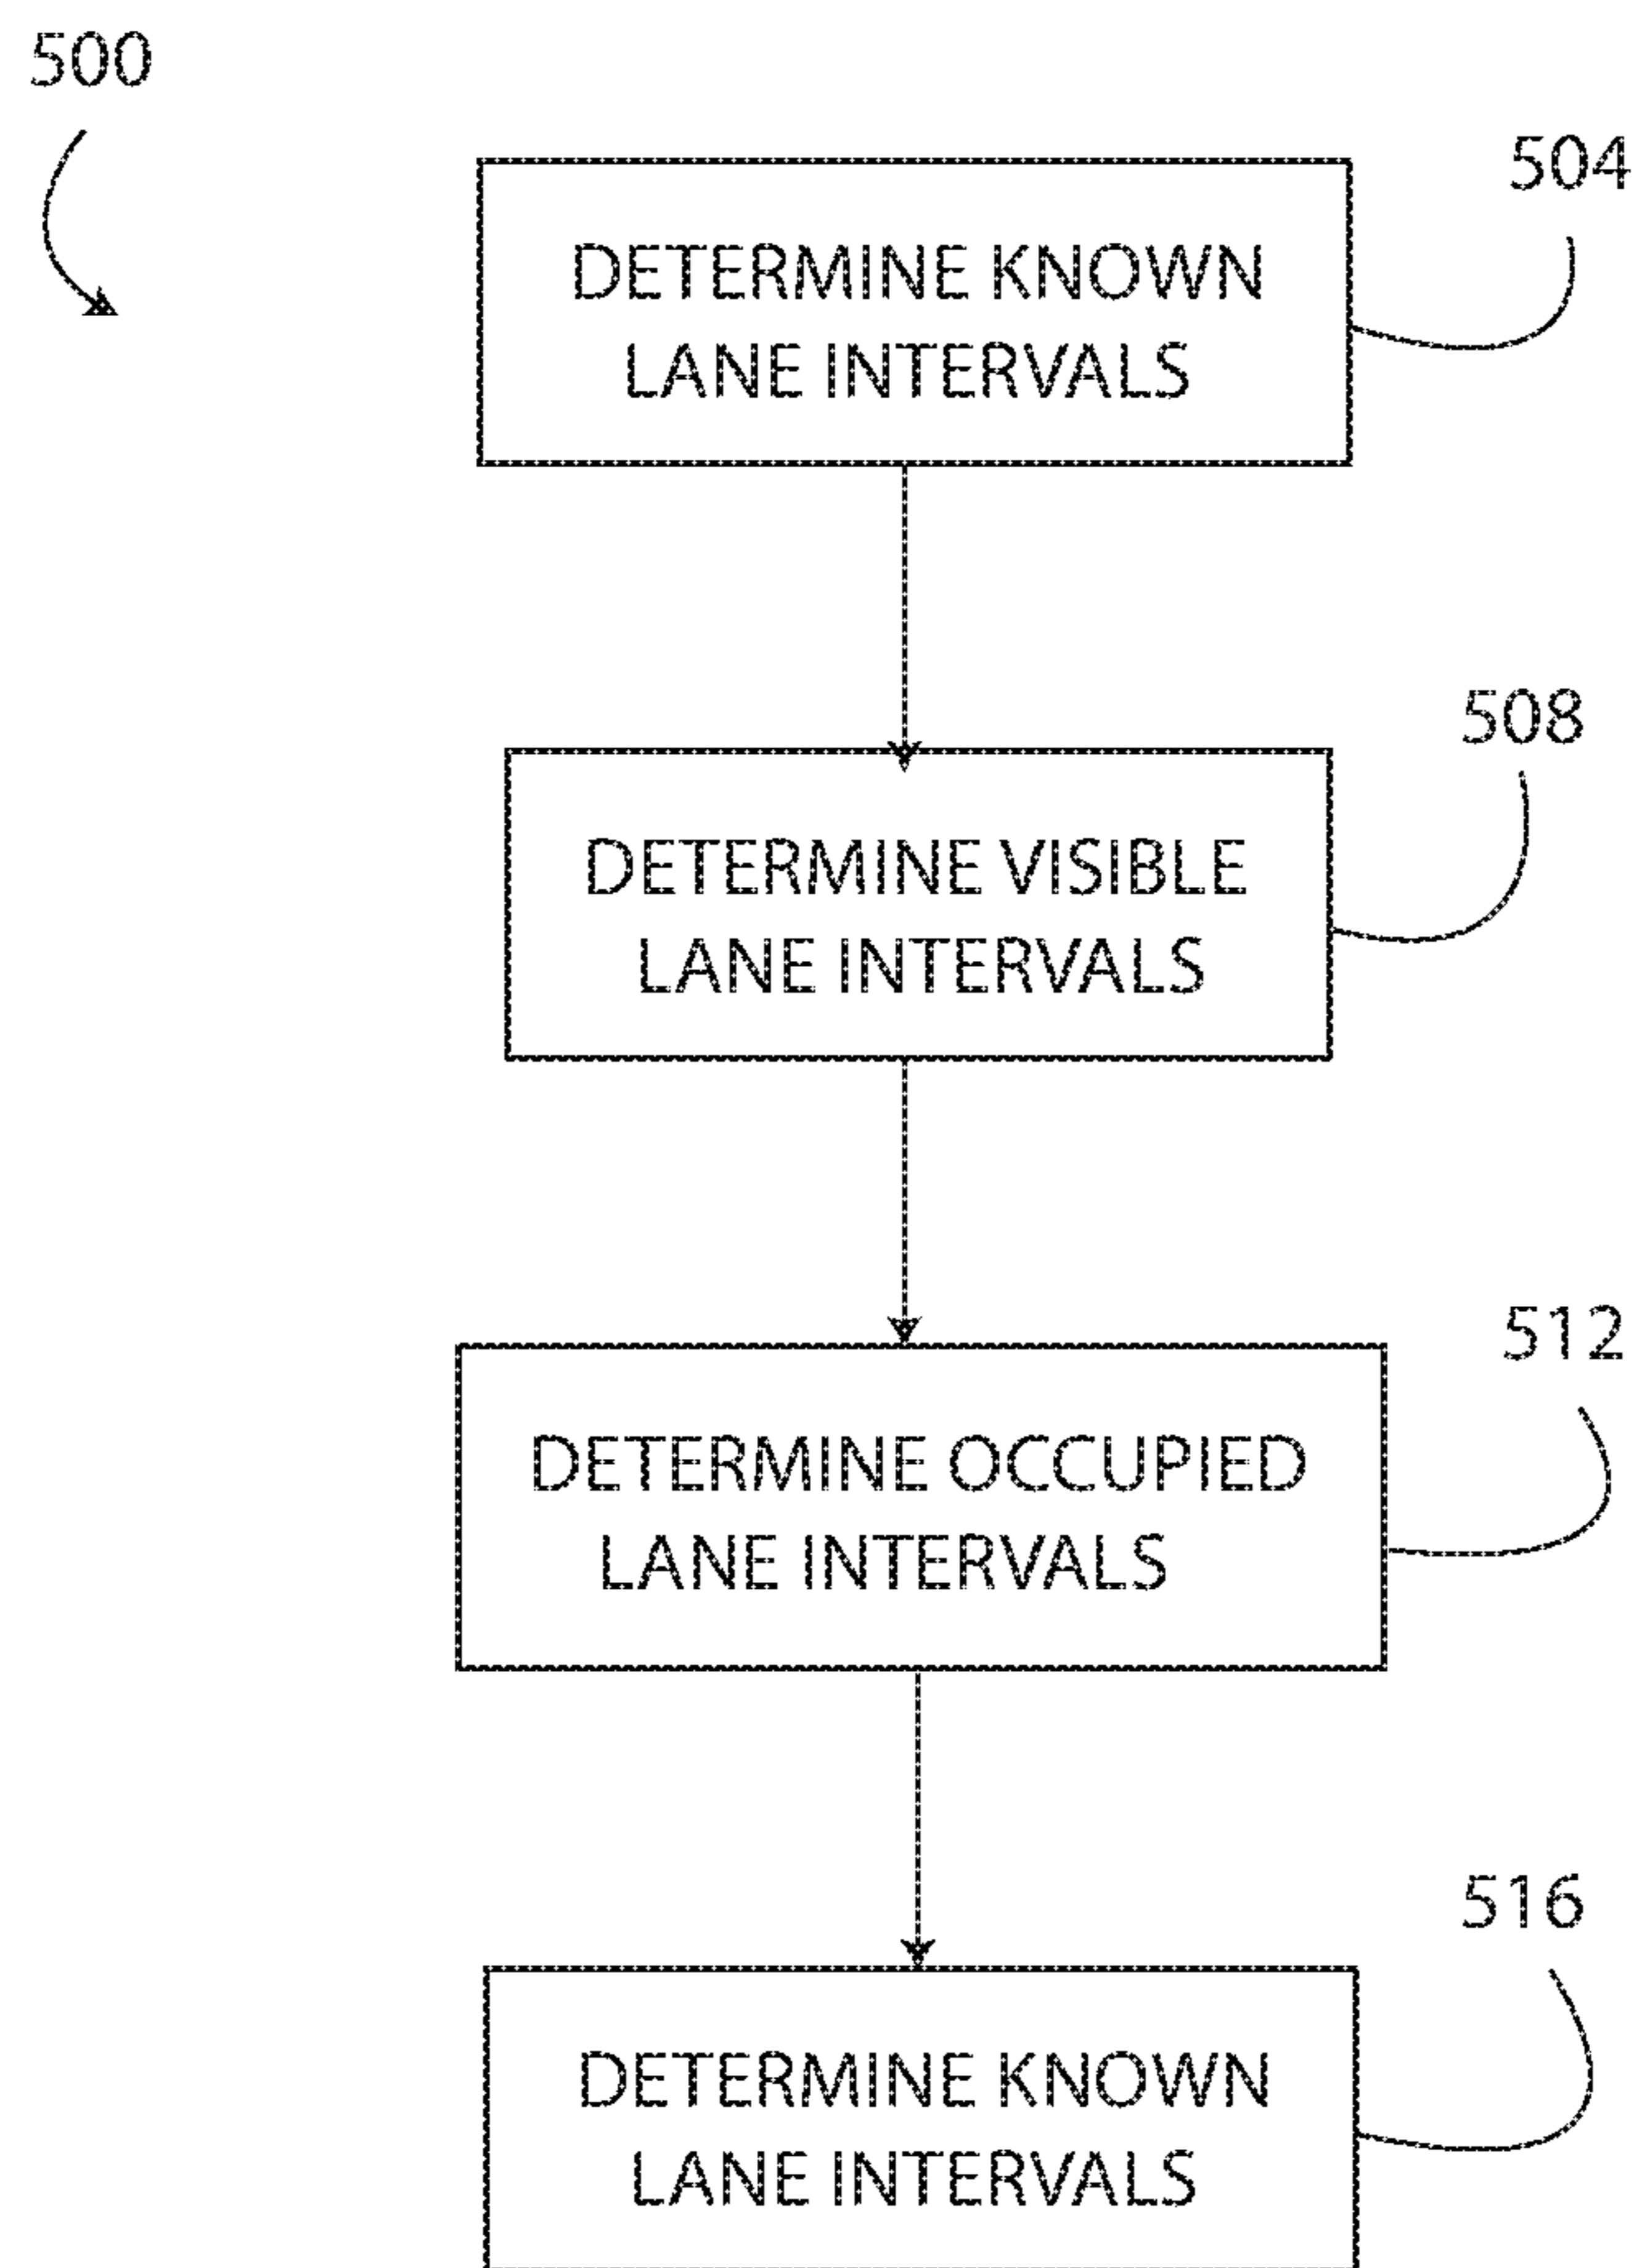 500
504
DETERMINE KNOWN
LANE INTERVALS
508
DETERMINE VISIBLE
LANE INTERVALS
512
DETERMINE OCCUPIED
LANE INTERVALS
516
DETERMINE KNOWN
LANE INTERVALS